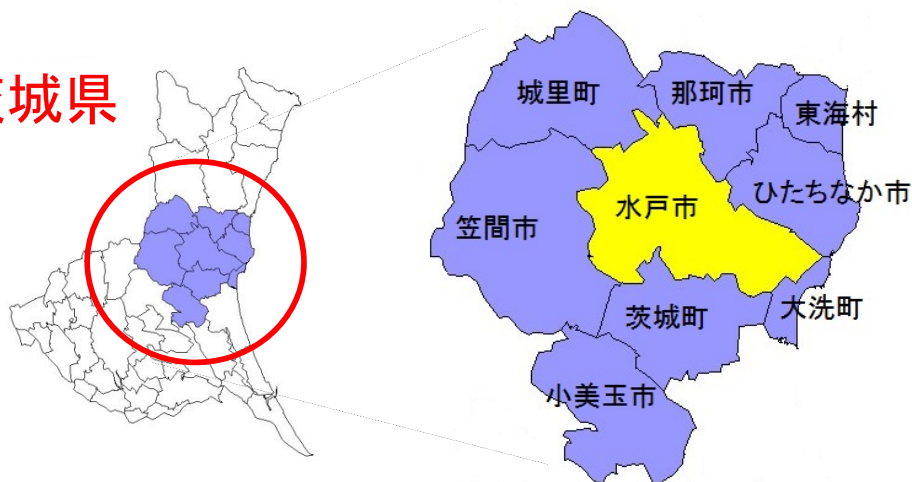 城県
城里町
那珂市
東海村
ひたちなか市
水戸市
笠間市
茨城町
大洗町
小美玉市